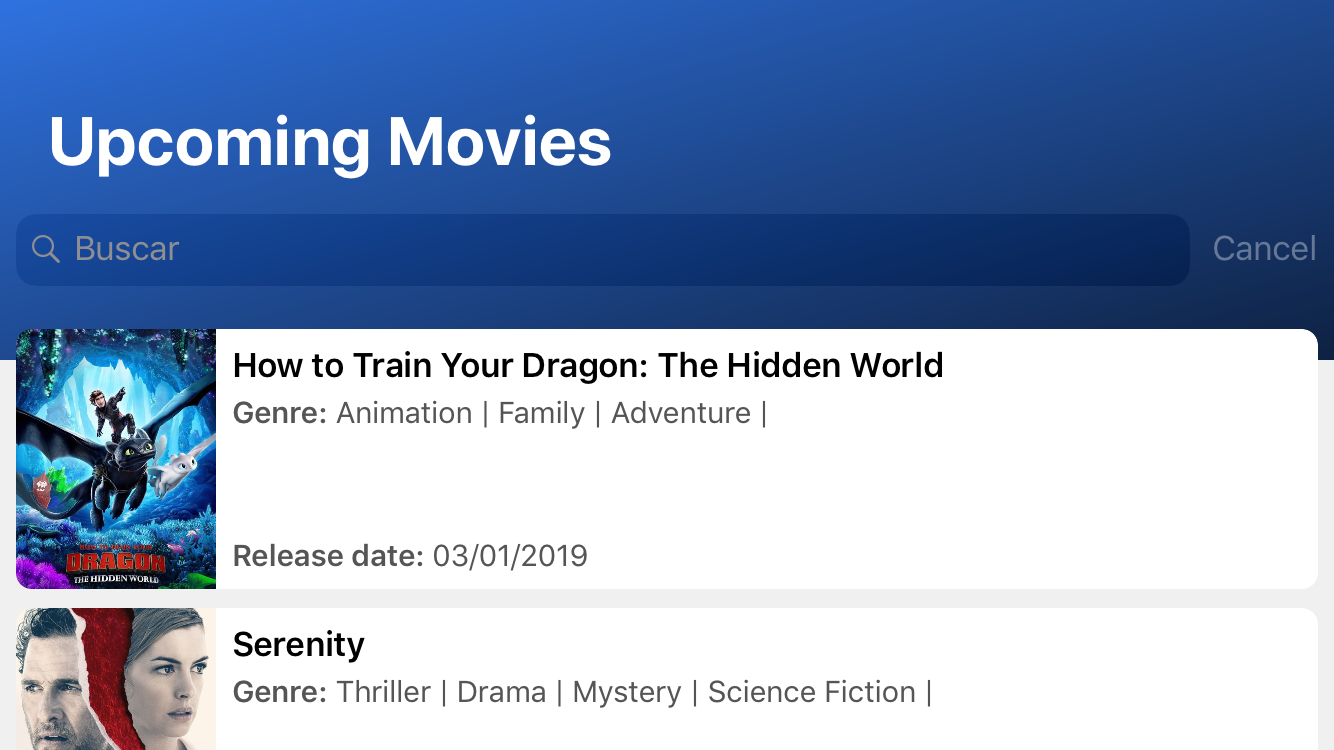 Upcoming Movies
Buscar
Cancel
How to Train Your Dragon: The Hidden World
Genre: Animation | Family | Adventure |
Release date: 03/01/2019
DRAGON
THE HIDDEN WORLD
Serenity
Genre: Thriller | Drama | Mystery | Science Fiction |